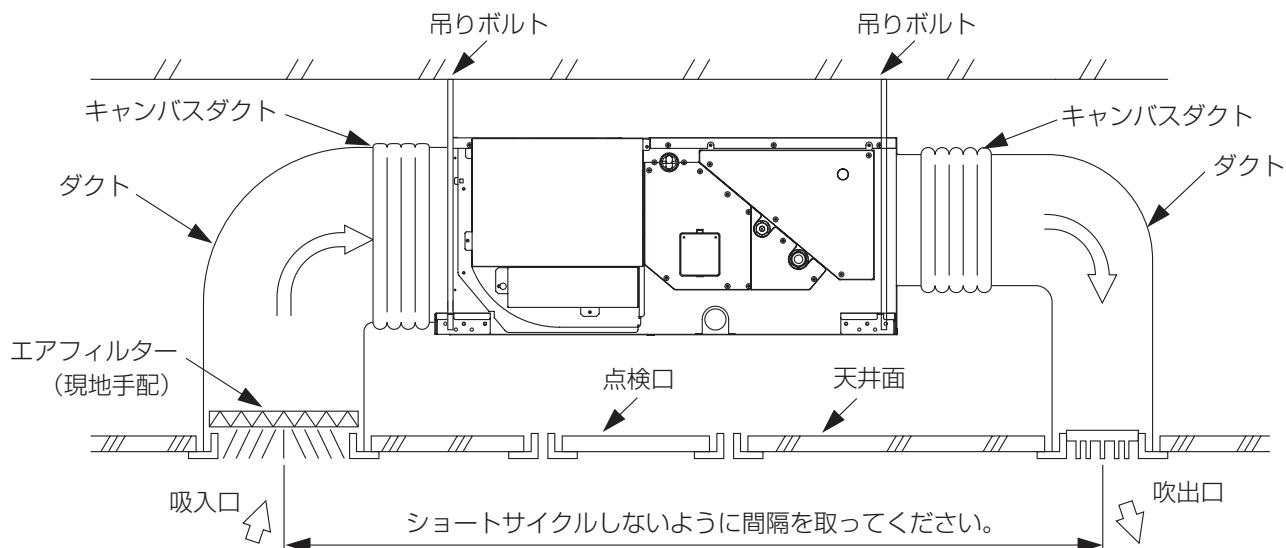 吊りボルト
吊りボルト
キャンバスダクト
キャンバスダクト
ダクト
ダクト
エアフィルター
（現地手配）
点検口
天井面
吸入口
吹出口
ショートサイクルしないように間隔を取ってください。